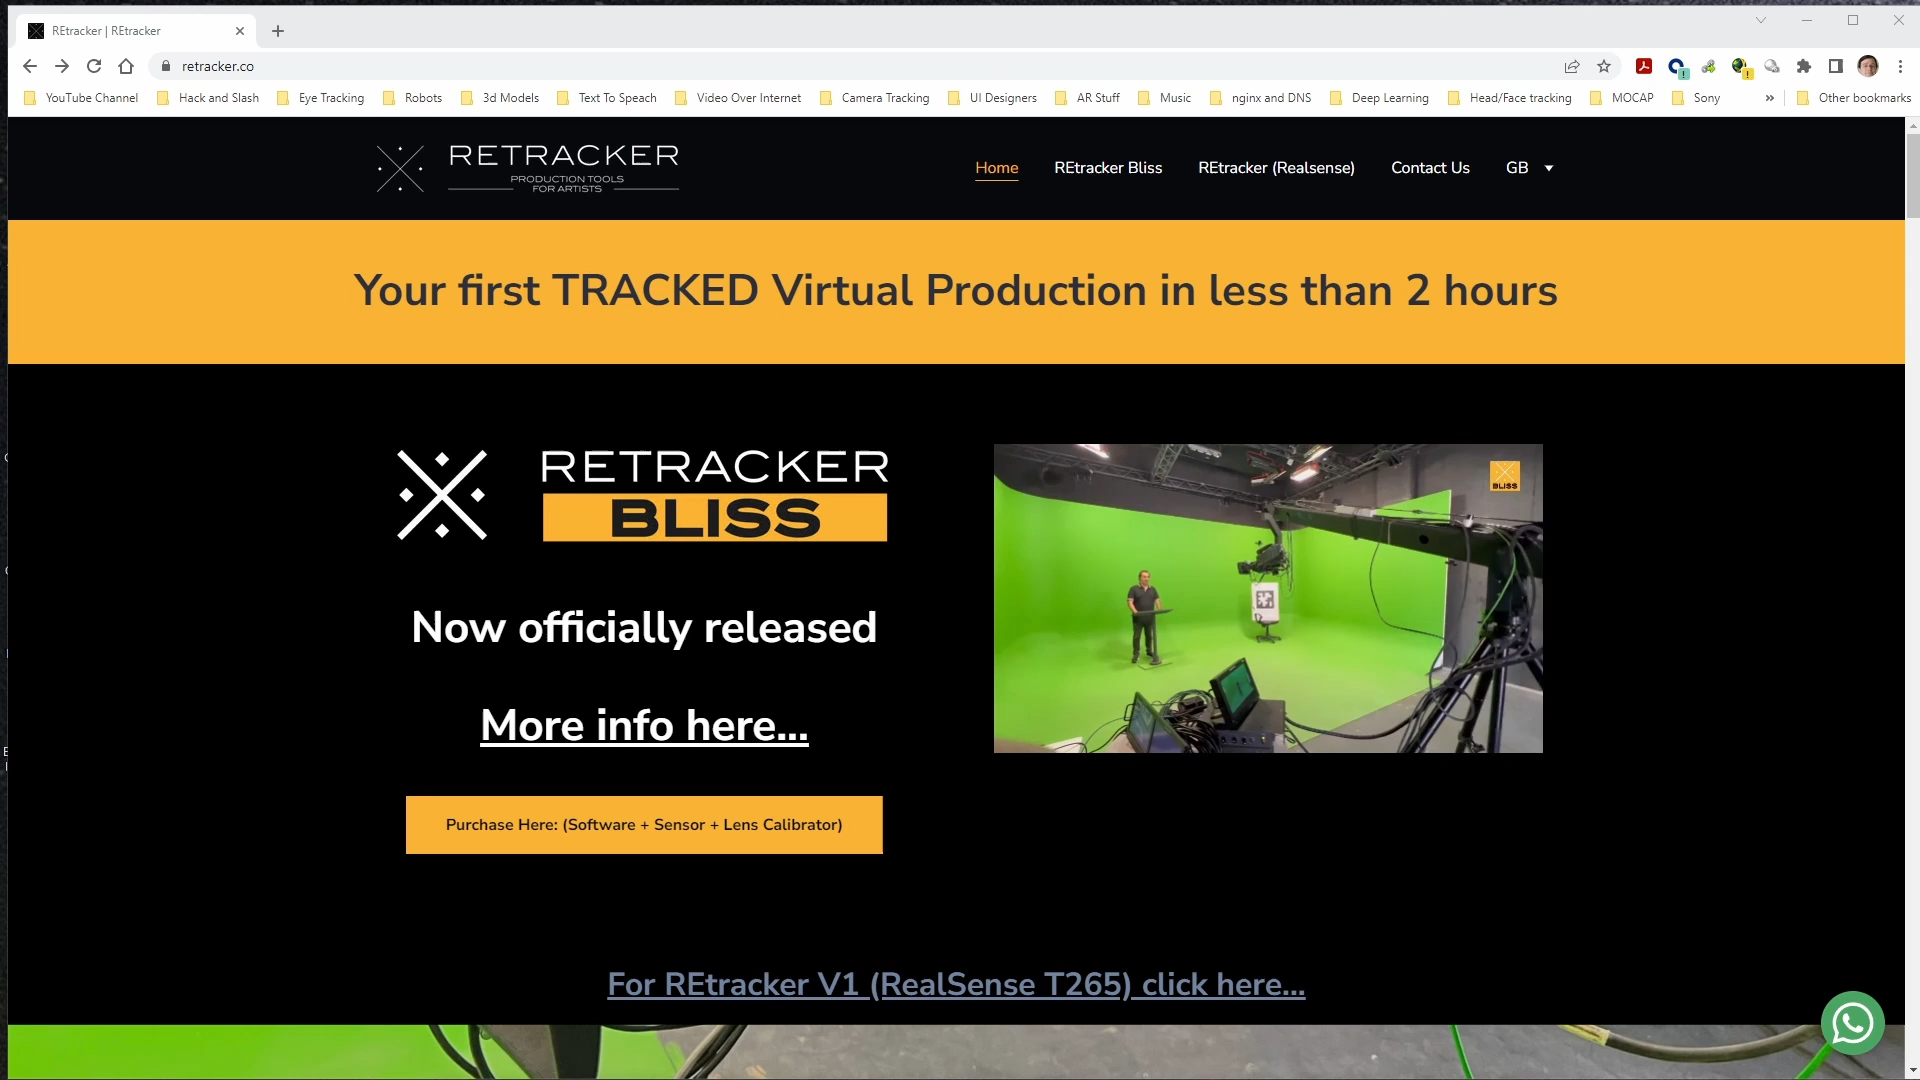 REtracker | REtracker
retracker.co
YouTube Channel
Hack and Slash
Eye Tracking
Robots
3d Models
Text To Speach
Video Over Internet
Camera Tracking
UI Designers
AR Stuff
Music
nginx and DNS
Deep Learning
Head/Face tracking
MOCAP
Sony
»
Other bookmarks
RETRACKER
PRODUCTION TOOLS
FOR ARTISTS
Home
REtracker Bliss
REtracker (Realsense)
Contact Us
GB
Your first TRACKED Virtual Production in less than 2 hours
RETRACKER
BLISS
BLISS
Now officially released
More info here...
Purchase Here: (Software + Sensor + Lens Calibrator)
For REtracker V1 (RealSense T265) click here...